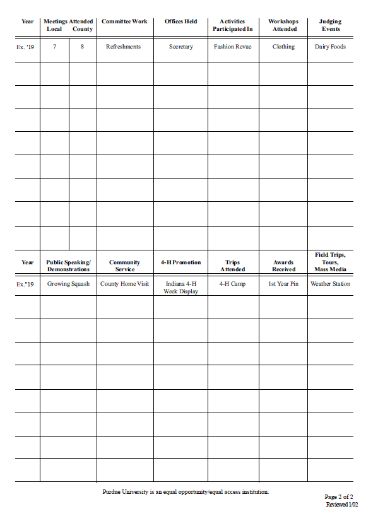 Year Meetings Attended Committee Work Offices Held Activities Workshops Judging
Local County Participated In Attended Events
Ex. '19 7 8 Refreshments Secretary Fashion Revue Clothing Dairy Foods
Year Public Speaking/ Community 4-H Promotion Trips Awards Field Trips,
Demonstrations Service Attended Received Tours,
Mass Media
Ex.'19 Growing Squash County Home Visit Indiana 4-H 4-H Camp 1st Year Pin Weather Station
Week Display
Purdue University is an equal opportunity/equal access institution.
Page 2 of 2
Reviewed 1/02